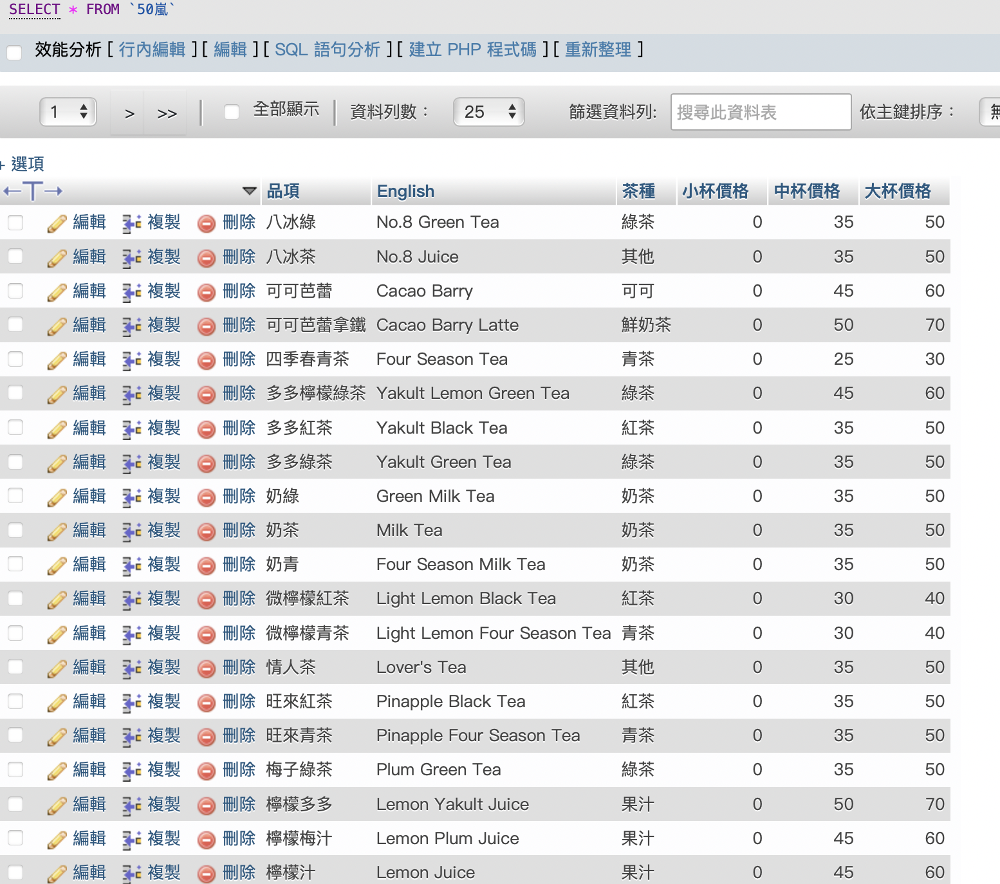 SELECT * FROM `50嵐`
效能分析 [ 行內編輯 ] [ 編輯 ] [ SQL 語句分析 ] [ 建立 PHP 程式碼 ] [ 重新整理 ]
1 > >> 全部顯示 資料列數： 25 篩選資料列: 搜尋此資料表 依主鍵排序： 無
+ 選項
←T→ 品項 English 茶種 小杯價格 中杯價格 大杯價格
編輯 複製 刪除 八冰綠 No.8 Green Tea 綠茶 0 35 50
編輯 複製 刪除 八冰茶 No.8 Juice 其他 0 35 50
編輯 複製 刪除 可可芭蕾 Cacao Barry 可可 0 45 60
編輯 複製 刪除 可可芭蕾拿鐵 Cacao Barry Latte 鮮奶茶 0 50 70
編輯 複製 刪除 四季春青茶 Four Season Tea 青茶 0 25 30
編輯 複製 刪除 多多檸檬綠茶 Yakult Lemon Green Tea 綠茶 0 45 60
編輯 複製 刪除 多多紅茶 Yakult Black Tea 紅茶 0 35 50
編輯 複製 刪除 多多綠茶 Yakult Green Tea 綠茶 0 35 50
編輯 複製 刪除 奶綠 Green Milk Tea 奶茶 0 35 50
編輯 複製 刪除 奶茶 Milk Tea 奶茶 0 35 50
編輯 複製 刪除 奶青 Four Season Milk Tea 奶茶 0 35 50
編輯 複製 刪除 微檸檬紅茶 Light Lemon Black Tea 紅茶 0 30 40
編輯 複製 刪除 微檸檬青茶 Light Lemon Four Season Tea 青茶 0 30 40
編輯 複製 刪除 情人茶 Lover's Tea 其他 0 35 50
編輯 複製 刪除 旺來紅茶 Pinapple Black Tea 紅茶 0 35 50
編輯 複製 刪除 旺來青茶 Pinapple Four Season Tea 青茶 0 35 50
編輯 複製 刪除 梅子綠茶 Plum Green Tea 綠茶 0 35 50
編輯 複製 刪除 檸檬多多 Lemon Yakult Juice 果汁 0 50 70
編輯 複製 刪除 檸檬梅汁 Lemon Plum Juice 果汁 0 45 60
編輯 複製 刪除 檸檬汁 Lemon Juice 果汁 0 45 60